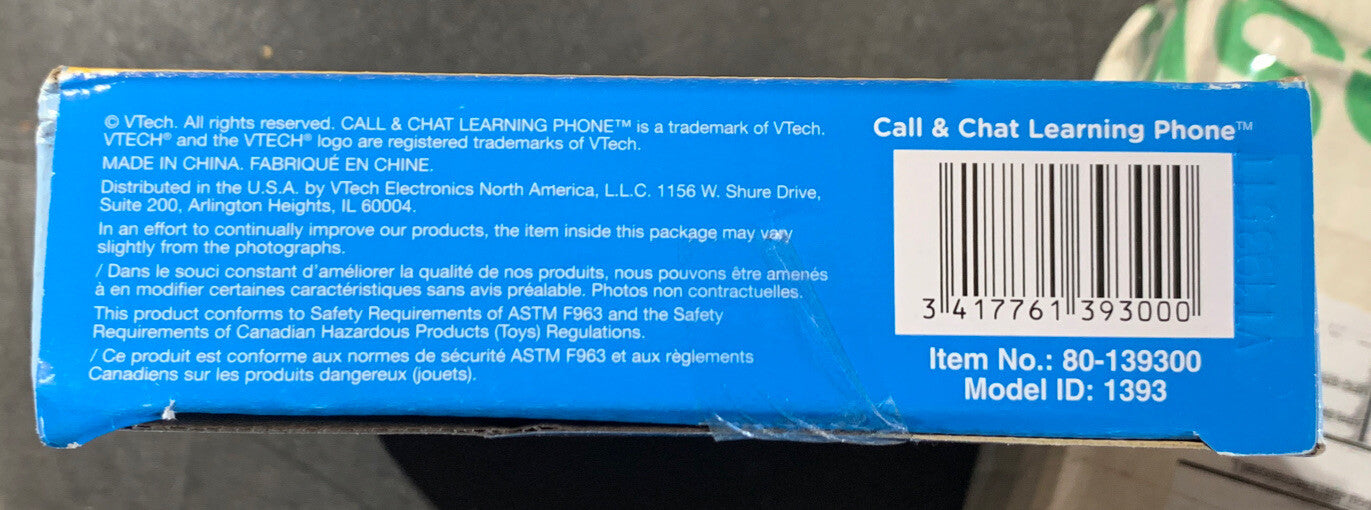 © VTech. All rights reserved. CALL & CHAT LEARNING PHONE™ is a trademark of VTech.
VTECH® and the VTECH® logo are registered trademarks of VTech.
MADE IN CHINA. FABRIQUÉ EN CHINE.
Distributed in the U.S.A. by VTech Electronics North America, L.L.C. 1156 W. Shure Drive,
Suite 200, Arlington Heights, IL 60004.
In an effort to continually improve our products, the item inside this package may vary
slightly from the photographs.
/ Dans le souci constant d'améliorer la qualité de nos produits, nous pouvons être amenés
à en modifier certaines caractéristiques sans avis préalable. Photos non contractuelles.
This product conforms to Safety Requirements of ASTM F963 and the Safety
Requirements of Canadian Hazardous Products (Toys) Regulations.
/ Ce produit est conforme aux normes de sécurité ASTM F963 et aux règlements
Canadiens sur les produits dangereux (jouets).
Call & Chat Learning Phone™
3 417761 393000
Item No.: 80-139300
Model ID: 1393